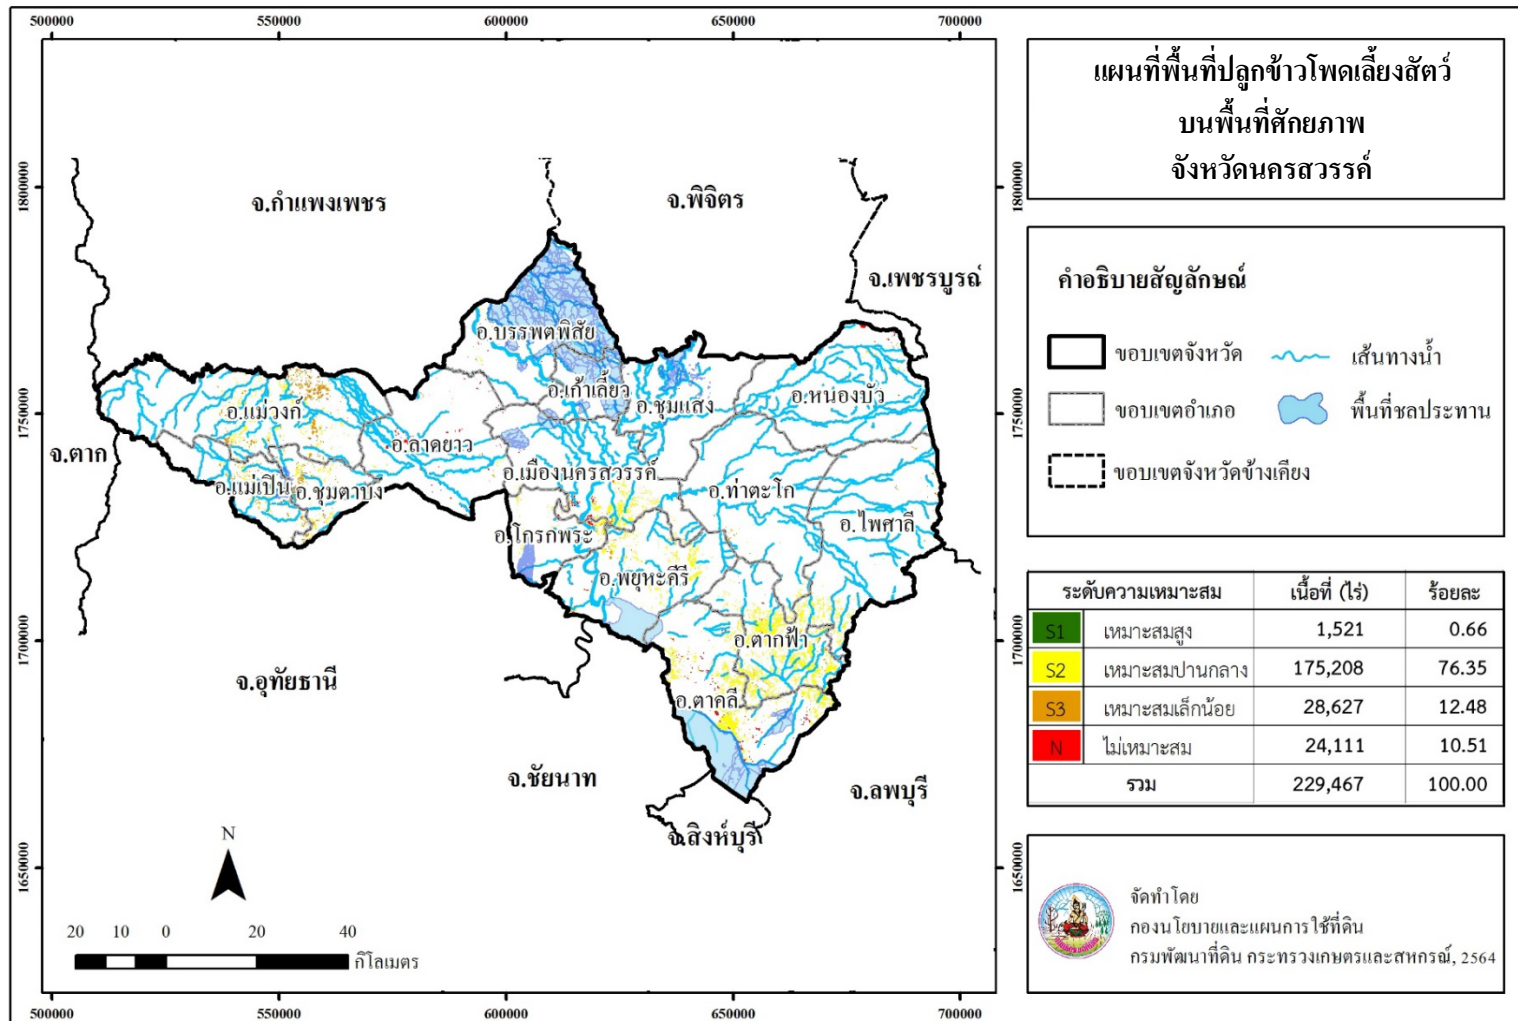 500000 550000 600000 650000 700000
แผนที่พื้นที่ปลูกข้าวโพดเลี้ยงสัตว์
บนพื้นที่ศักยภาพ
จังหวัดนครสวรรค์
1800000 1800000
1750000 1750000
1700000 1700000
1650000 1650000
จ.กำแพงเพชร
จ.พิจิตร
จ.เพชรบูรณ์
จ.ตาก
จ.อุทัยธานี
จ.ชัยนาท
จ.สิงห์บุรี
จ.ลพบุรี
อ.บรรพตพิสัย
อ.เก้าเลี้ยว
อ.ชุมแสง
อ.หนองบัว
อ.แม่วงก์
อ.ลาดยาว
อ.เมืองนครสวรรค์
อ.ท่าตะโก
อ.แม่เปิน
อ.ชุมตาบง
อ.ไพศาลี
อ.โกรกพระ
อ.พยุหะคีรี
อ.ตากฟ้า
อ.ตาคลี
คำอธิบายสัญลักษณ์
ขอบเขตจังหวัด
เส้นทางน้ำ
ขอบเขตอำเภอ
พื้นที่ชลประทาน
ขอบเขตจังหวัดข้างเคียง
ระดับความเหมาะสม เนื้อที่ (ไร่) ร้อยละ
S1 เหมาะสมสูง 1,521 0.66
S2 เหมาะสมปานกลาง 175,208 76.35
S3 เหมาะสมเล็กน้อย 28,627 12.48
N ไม่เหมาะสม 24,111 10.51
รวม 229,467 100.00
N
20 10 0 20 40
กิโลเมตร
จัดทำโดย
กองนโยบายและแผนการใช้ที่ดิน
กรมพัฒนาที่ดิน กระทรวงเกษตรและสหกรณ์, 2564
500000 550000 600000 650000 700000